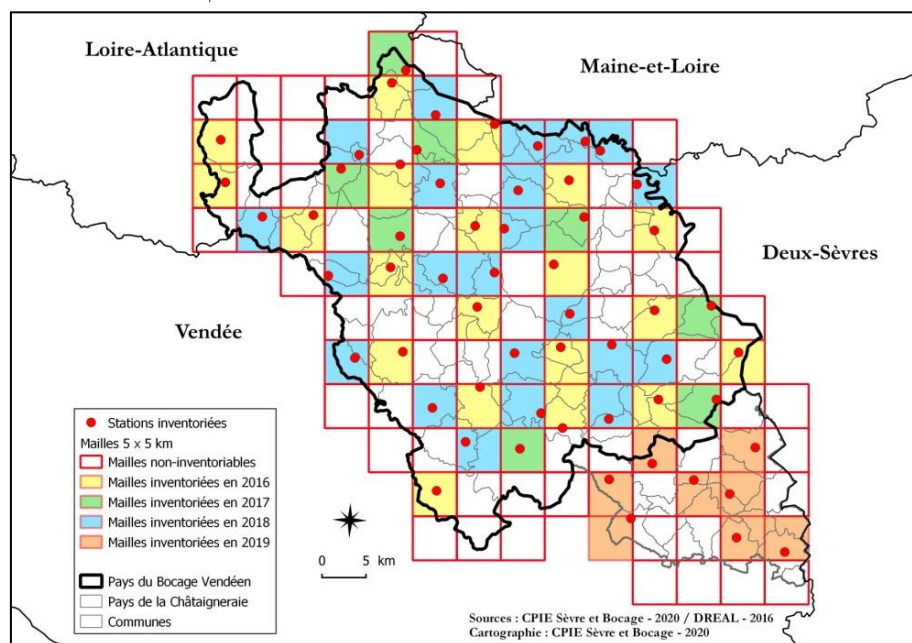 Loire-Atlantique
Maine-et-Loire
Deux-Sèvres
Vendée
Stations inventoriées
Mailles 5 x 5 km
Mailles non-inventoriables
Mailles inventoriées en 2016
Mailles inventoriées en 2017
Mailles inventoriées en 2018
Mailles inventoriées en 2019
Pays du Bocage Vendéen
Pays de la Châtaigneraie
Communes
0 5 km
Sources : CPIE Sèvre et Bocage - 2020 / DREAL - 2016
Cartographie : CPIE Sèvre et Bocage - 2020